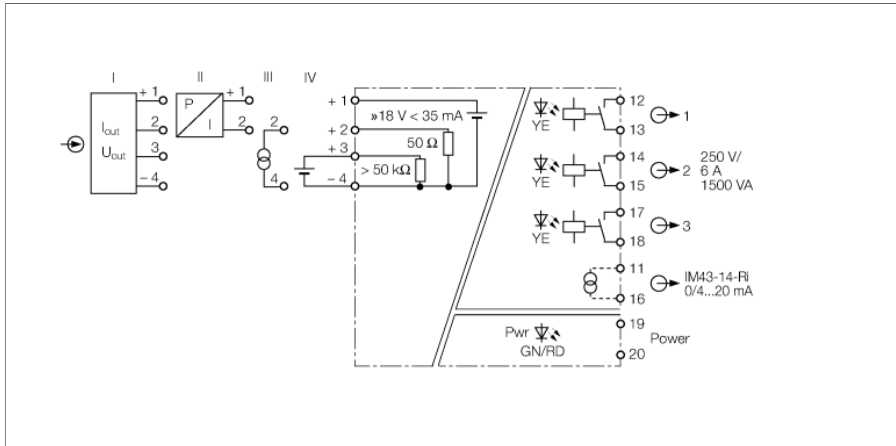 I II III IV
+ 1 + 1 + 1 »18 V < 35 mA YE 12 1
P
Iout 2 I 2 2 + 2 50 Ω 13
Uout 3 + 3 > 50 kΩ YE 14 2 250 V/
6 A
– 4 4 – 4 15 1500 VA
YE 17 3
18
11 IM43-14-Ri
16 0/4...20 mA
Pwr 19 Power
GN/RD 20